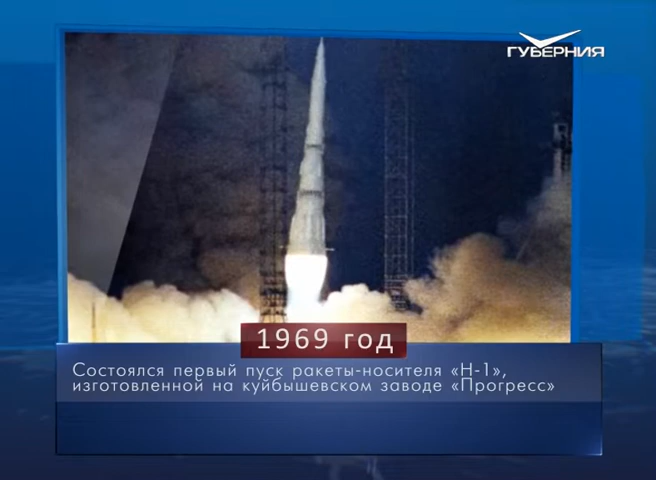 ГУБЕРНИЯ
1969 год
Состоялся первый пуск ракеты-носителя «Н-1»,
изготовленной на куйбышевском заводе «Прогресс»